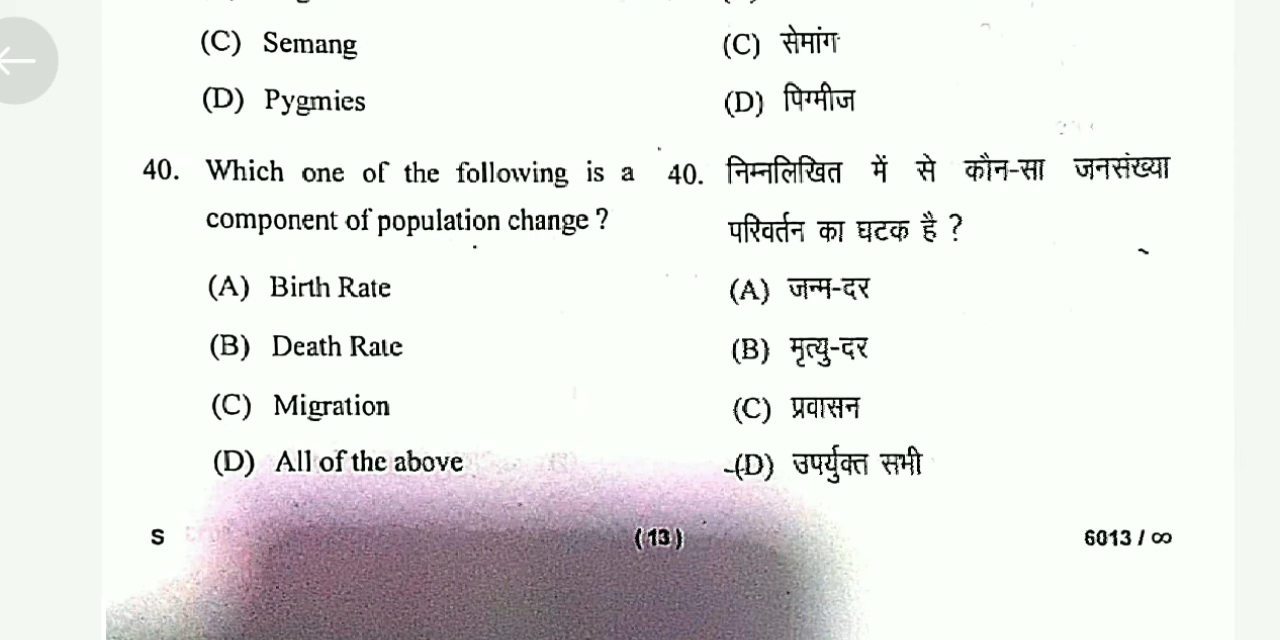 (C) Semang
(D) Pygmies
40. Which one of the following is a
component of population change ?
(A) Birth Rate
(B) Death Rate
(C) Migration
(D) All of the above
(C) सेमांग
(D) पिग्मीज
40. निम्नलिखित में से कौन-सा जनसंख्या
परिवर्तन का घटक है ?
(A) जन्म-दर
(B) मृत्यु-दर
(C) प्रवासन
(D) उपर्युक्त सभी
S (13) 6013 / ∞